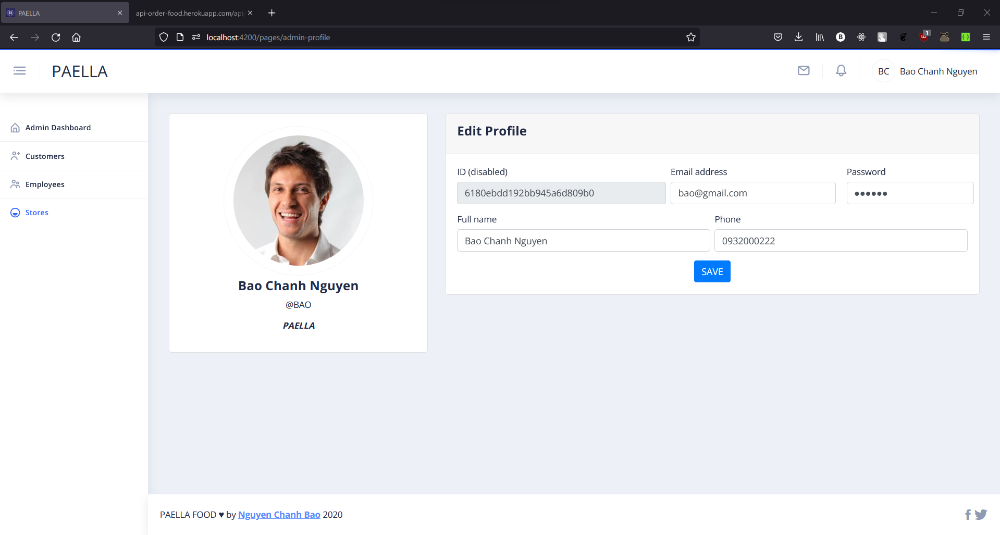 PAELLA
api-order-food.herokuapp.com/api/
localhost:4200/pages/admin-profile
B
1
PAELLA
BC Bao Chanh Nguyen
Admin Dashboard
Customers
Employees
Stores
Bao Chanh Nguyen
@BAO
PAELLA
Edit Profile
ID (disabled) Email address Password
6180ebdd192bb945a6d809b0 bao@gmail.com ●●●●●●
Full name Phone
Bao Chanh Nguyen 0932000222
SAVE
PAELLA FOOD ♥ by Nguyen Chanh Bao 2020